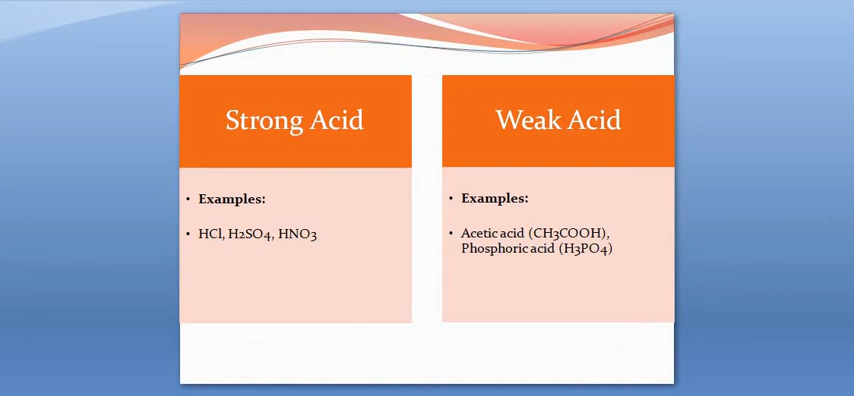 Strong Acid
• Examples:
• HCl, H2SO4, HNO3
Weak Acid
• Examples:
• Acetic acid (CH3COOH),
Phosphoric acid (H3PO4)